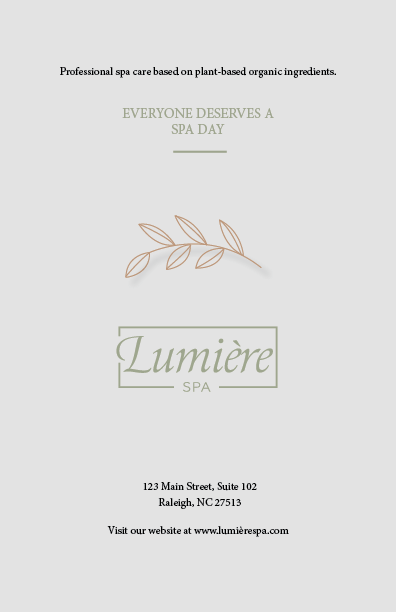 Professional spa care based on plant-based organic ingredients.
EVERYONE DESERVES A
SPA DAY
Lumière
SPA
123 Main Street, Suite 102
Raleigh, NC 27513
Visit our website at www.lumièrespa.com